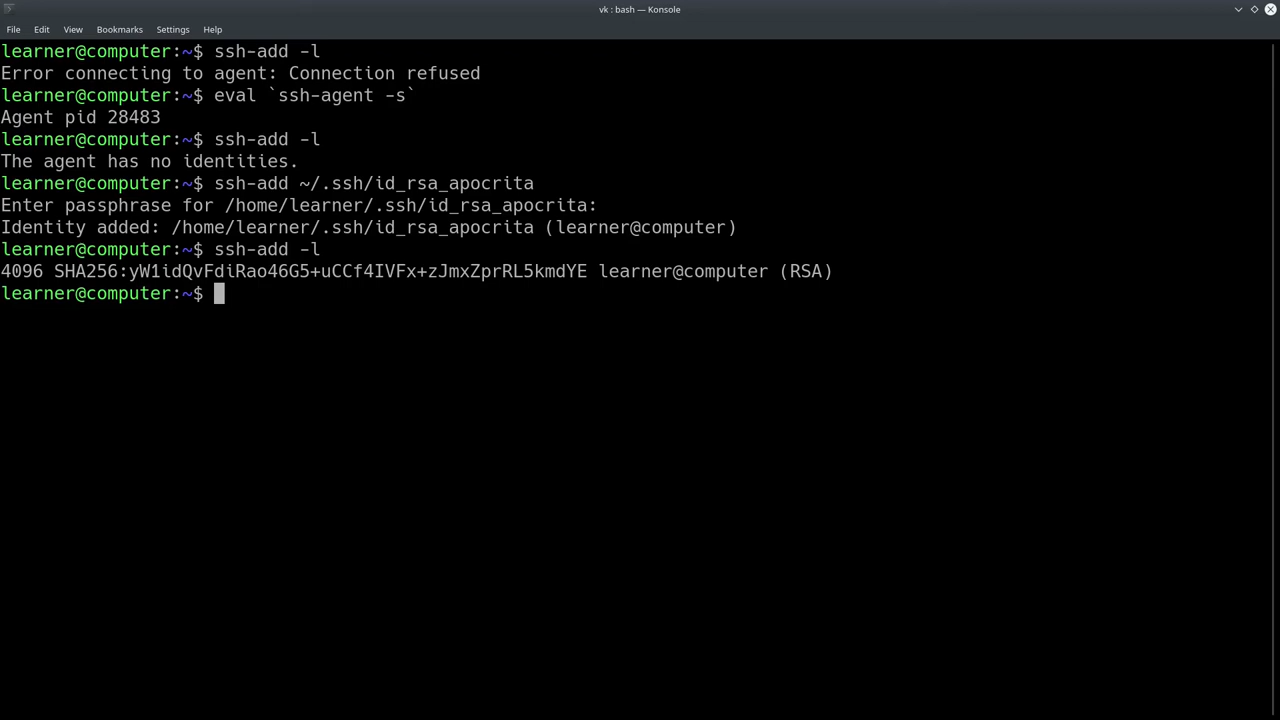 vk : bash — Konsole
File Edit View Bookmarks Settings Help
learner@computer:~$ ssh-add -l
Error connecting to agent: Connection refused
learner@computer:~$ eval `ssh-agent -s`
Agent pid 28483
learner@computer:~$ ssh-add -l
The agent has no identities.
learner@computer:~$ ssh-add ~/.ssh/id_rsa_apocrita
Enter passphrase for /home/learner/.ssh/id_rsa_apocrita:
Identity added: /home/learner/.ssh/id_rsa_apocrita (learner@computer)
learner@computer:~$ ssh-add -l
4096 SHA256:yW1idQvFdiRao46G5+uCCf4IVFx+zJmxZprRL5kmdYE learner@computer (RSA)
learner@computer:~$